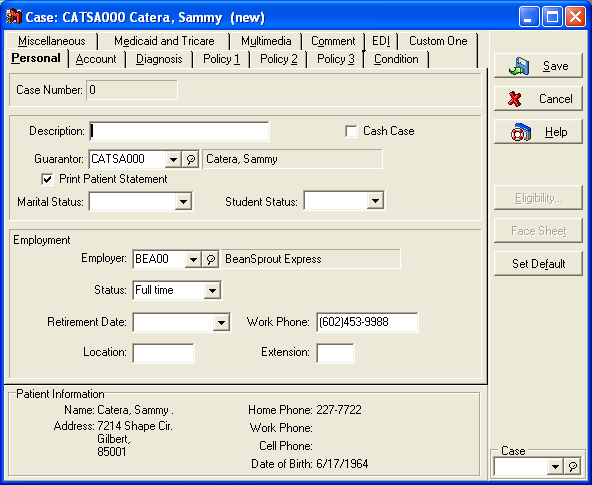 Case: CATSA000 Catera, Sammy (new)
Miscellaneous Medicaid and Tricare Multimedia Comment EDI Custom One
Personal Account Diagnosis Policy 1 Policy 2 Policy 3 Condition
Case Number: 0
Description: Cash Case
Guarantor: CATSA000 Catera, Sammy
Print Patient Statement
Marital Status: Student Status:
Employment
Employer: BEA00 BeanSprout Express
Status: Full time
Retirement Date: Work Phone: (602)453-9988
Location: Extension:
Patient Information
Name: Catera, Sammy .
Address: 7214 Shape Cir.
Gilbert,
85001
Home Phone: 227-7722
Work Phone:
Cell Phone:
Date of Birth: 6/17/1964
Save
Cancel
Help
Eligibility...
Face Sheet
Set Default
Case